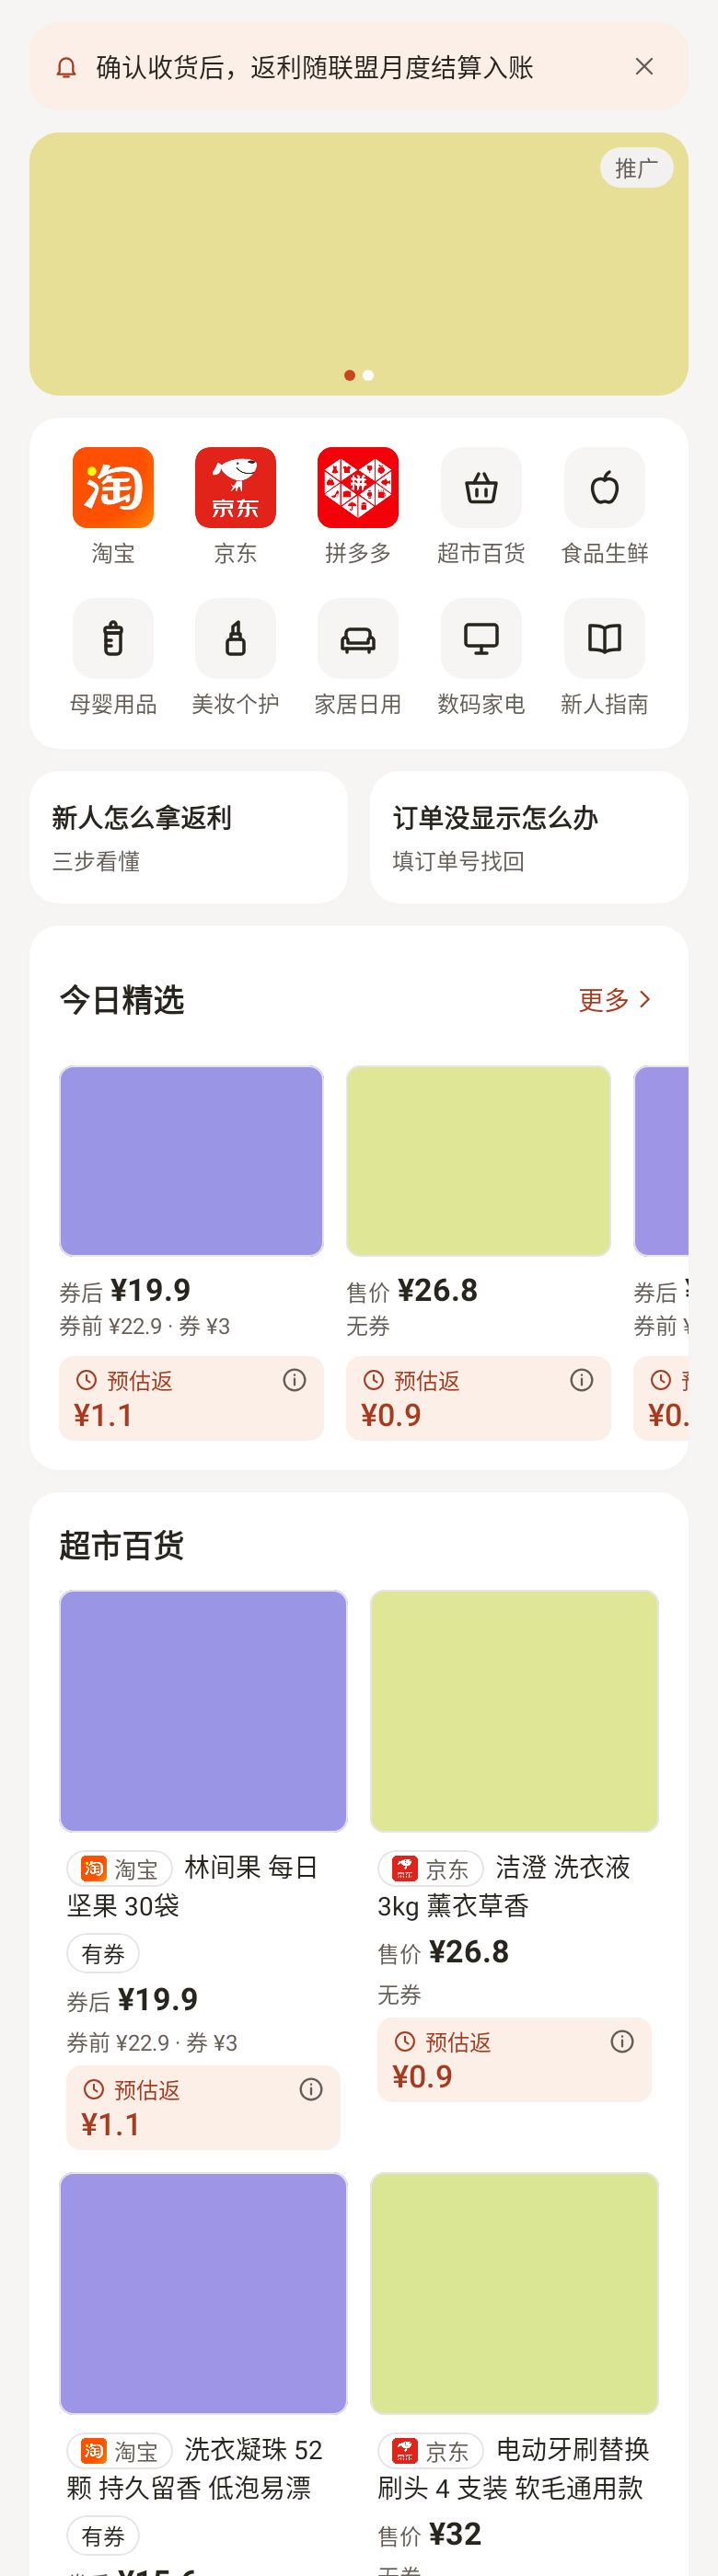 确认收货后，返利随联盟月度结算入账
推广
淘
京东
拼
淘宝
京东
拼多多
超市百货
食品生鲜
母婴用品
美妆个护
家居日用
数码家电
新人指南
新人怎么拿返利
三步看懂
订单没显示怎么办
填订单号找回
今日精选
更多
券后 ¥19.9
券前 ¥22.9 · 券 ¥3
预估返
¥1.1
售价 ¥26.8
无券
预估返
¥0.9
券后
券前
¥0.
超市百货
淘 淘宝 林间果 每日
坚果 30袋
有券
券后 ¥19.9
券前 ¥22.9 · 券 ¥3
预估返
¥1.1
京东 京东 洁澄 洗衣液
3kg 薰衣草香
售价 ¥26.8
无券
预估返
¥0.9
淘 淘宝 洗衣凝珠 52
颗 持久留香 低泡易漂
有券
京东 京东 电动牙刷替换
刷头 4 支装 软毛通用款
售价 ¥32